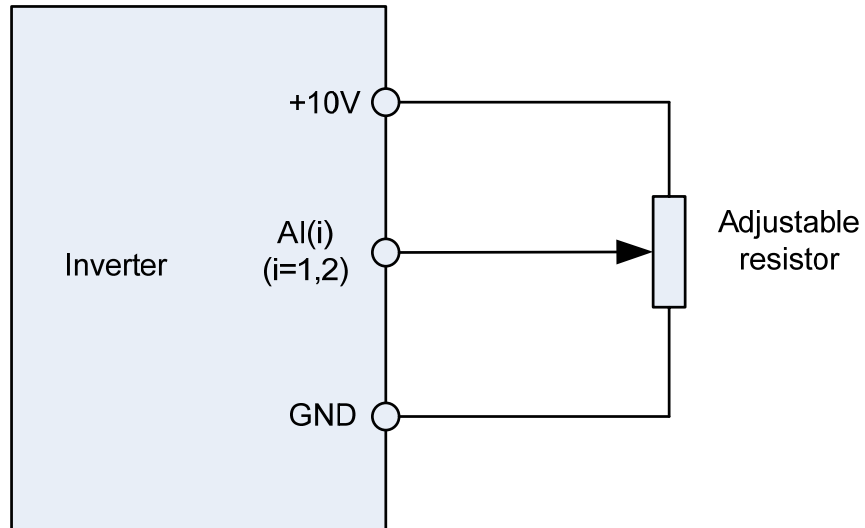 +10V
AI(i)
(i=1,2)
Inverter
Adjustable
resistor
GND